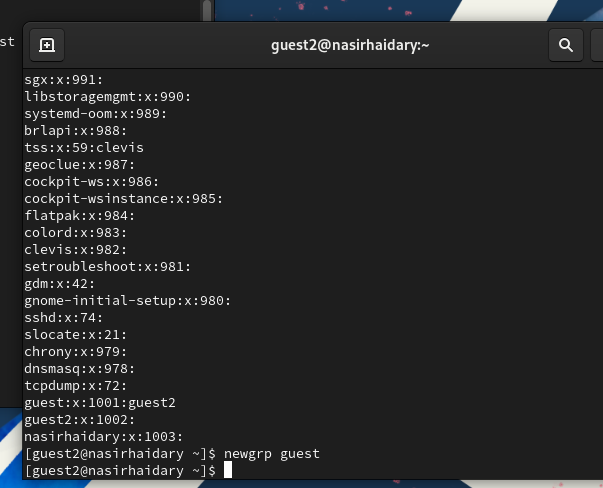 st
guest2@nasirhaidary:~
sgx:x:991:
libstoragemgmt:x:990:
systemd-oom:x:989:
brlapi:x:988:
tss:x:59:clevis
geoclue:x:987:
cockpit-ws:x:986:
cockpit-wsinstance:x:985:
flatpak:x:984:
colord:x:983:
clevis:x:982:
setroubleshoot:x:981:
gdm:x:42:
gnome-initial-setup:x:980:
sshd:x:74:
slocate:x:21:
chrony:x:979:
dnsmasq:x:978:
tcpdump:x:72:
guest:x:1001:guest2
guest2:x:1002:
nasirhaidary:x:1003:
[guest2@nasirhaidary ~]$ newgrp guest
[guest2@nasirhaidary ~]$